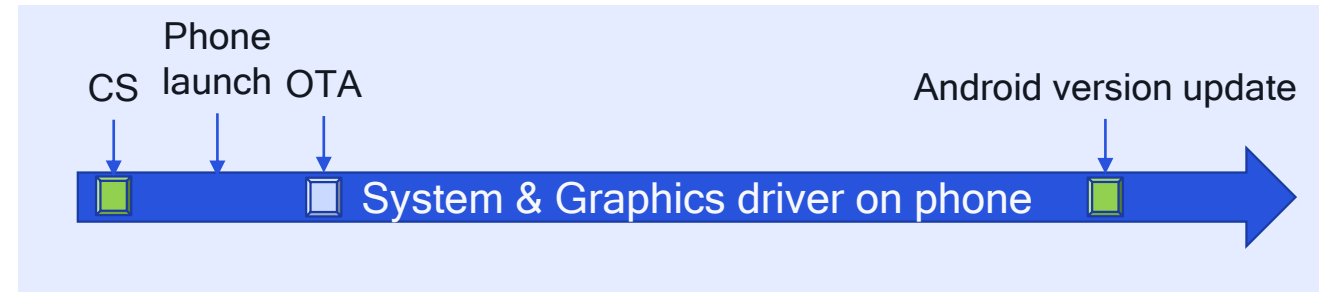 Phone
launch
CS
OTA
Android version update
System & Graphics driver on phone